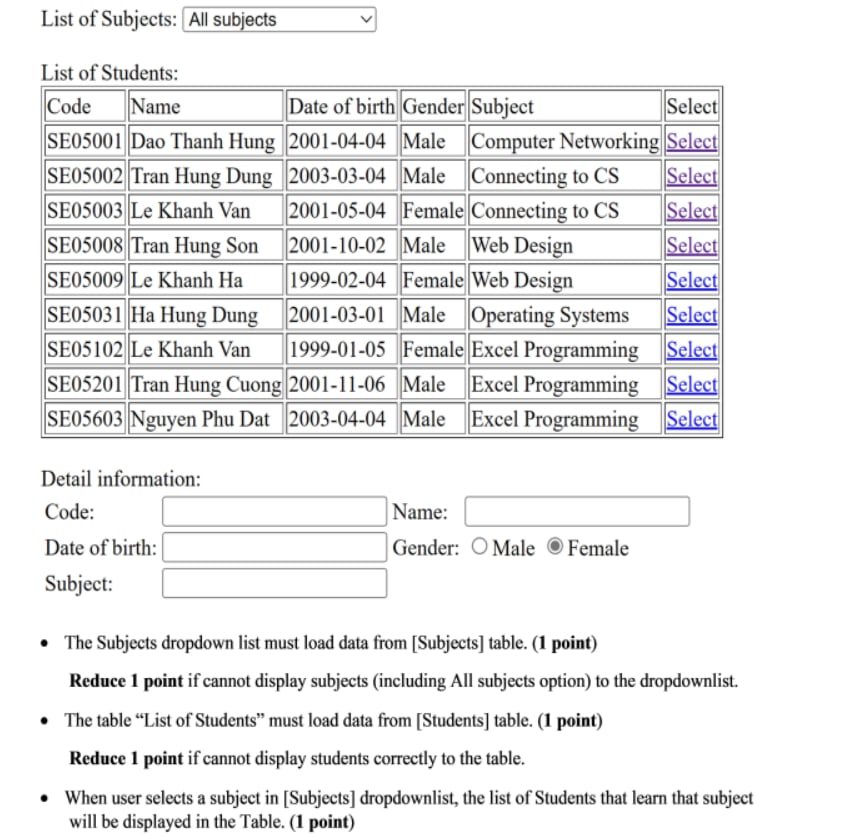 List of Subjects: All subjects
List of Students:
Code Name Date of birth Gender Subject Select
SE05001 Dao Thanh Hung 2001-04-04 Male Computer Networking Select
SE05002 Tran Hung Dung 2003-03-04 Male Connecting to CS Select
SE05003 Le Khanh Van 2001-05-04 Female Connecting to CS Select
SE05008 Tran Hung Son 2001-10-02 Male Web Design Select
SE05009 Le Khanh Ha 1999-02-04 Female Web Design Select
SE05031 Ha Hung Dung 2001-03-01 Male Operating Systems Select
SE05102 Le Khanh Van 1999-01-05 Female Excel Programming Select
SE05201 Tran Hung Cuong 2001-11-06 Male Excel Programming Select
SE05603 Nguyen Phu Dat 2003-04-04 Male Excel Programming Select
Detail information:
Code: Name:
Date of birth: Gender: Male Female
Subject:
• The Subjects dropdown list must load data from [Subjects] table. (1 point)
Reduce 1 point if cannot display subjects (including All subjects option) to the dropdownlist.
• The table “List of Students” must load data from [Students] table. (1 point)
Reduce 1 point if cannot display students correctly to the table.
• When user selects a subject in [Subjects] dropdownlist, the list of Students that learn that subject
will be displayed in the Table. (1 point)